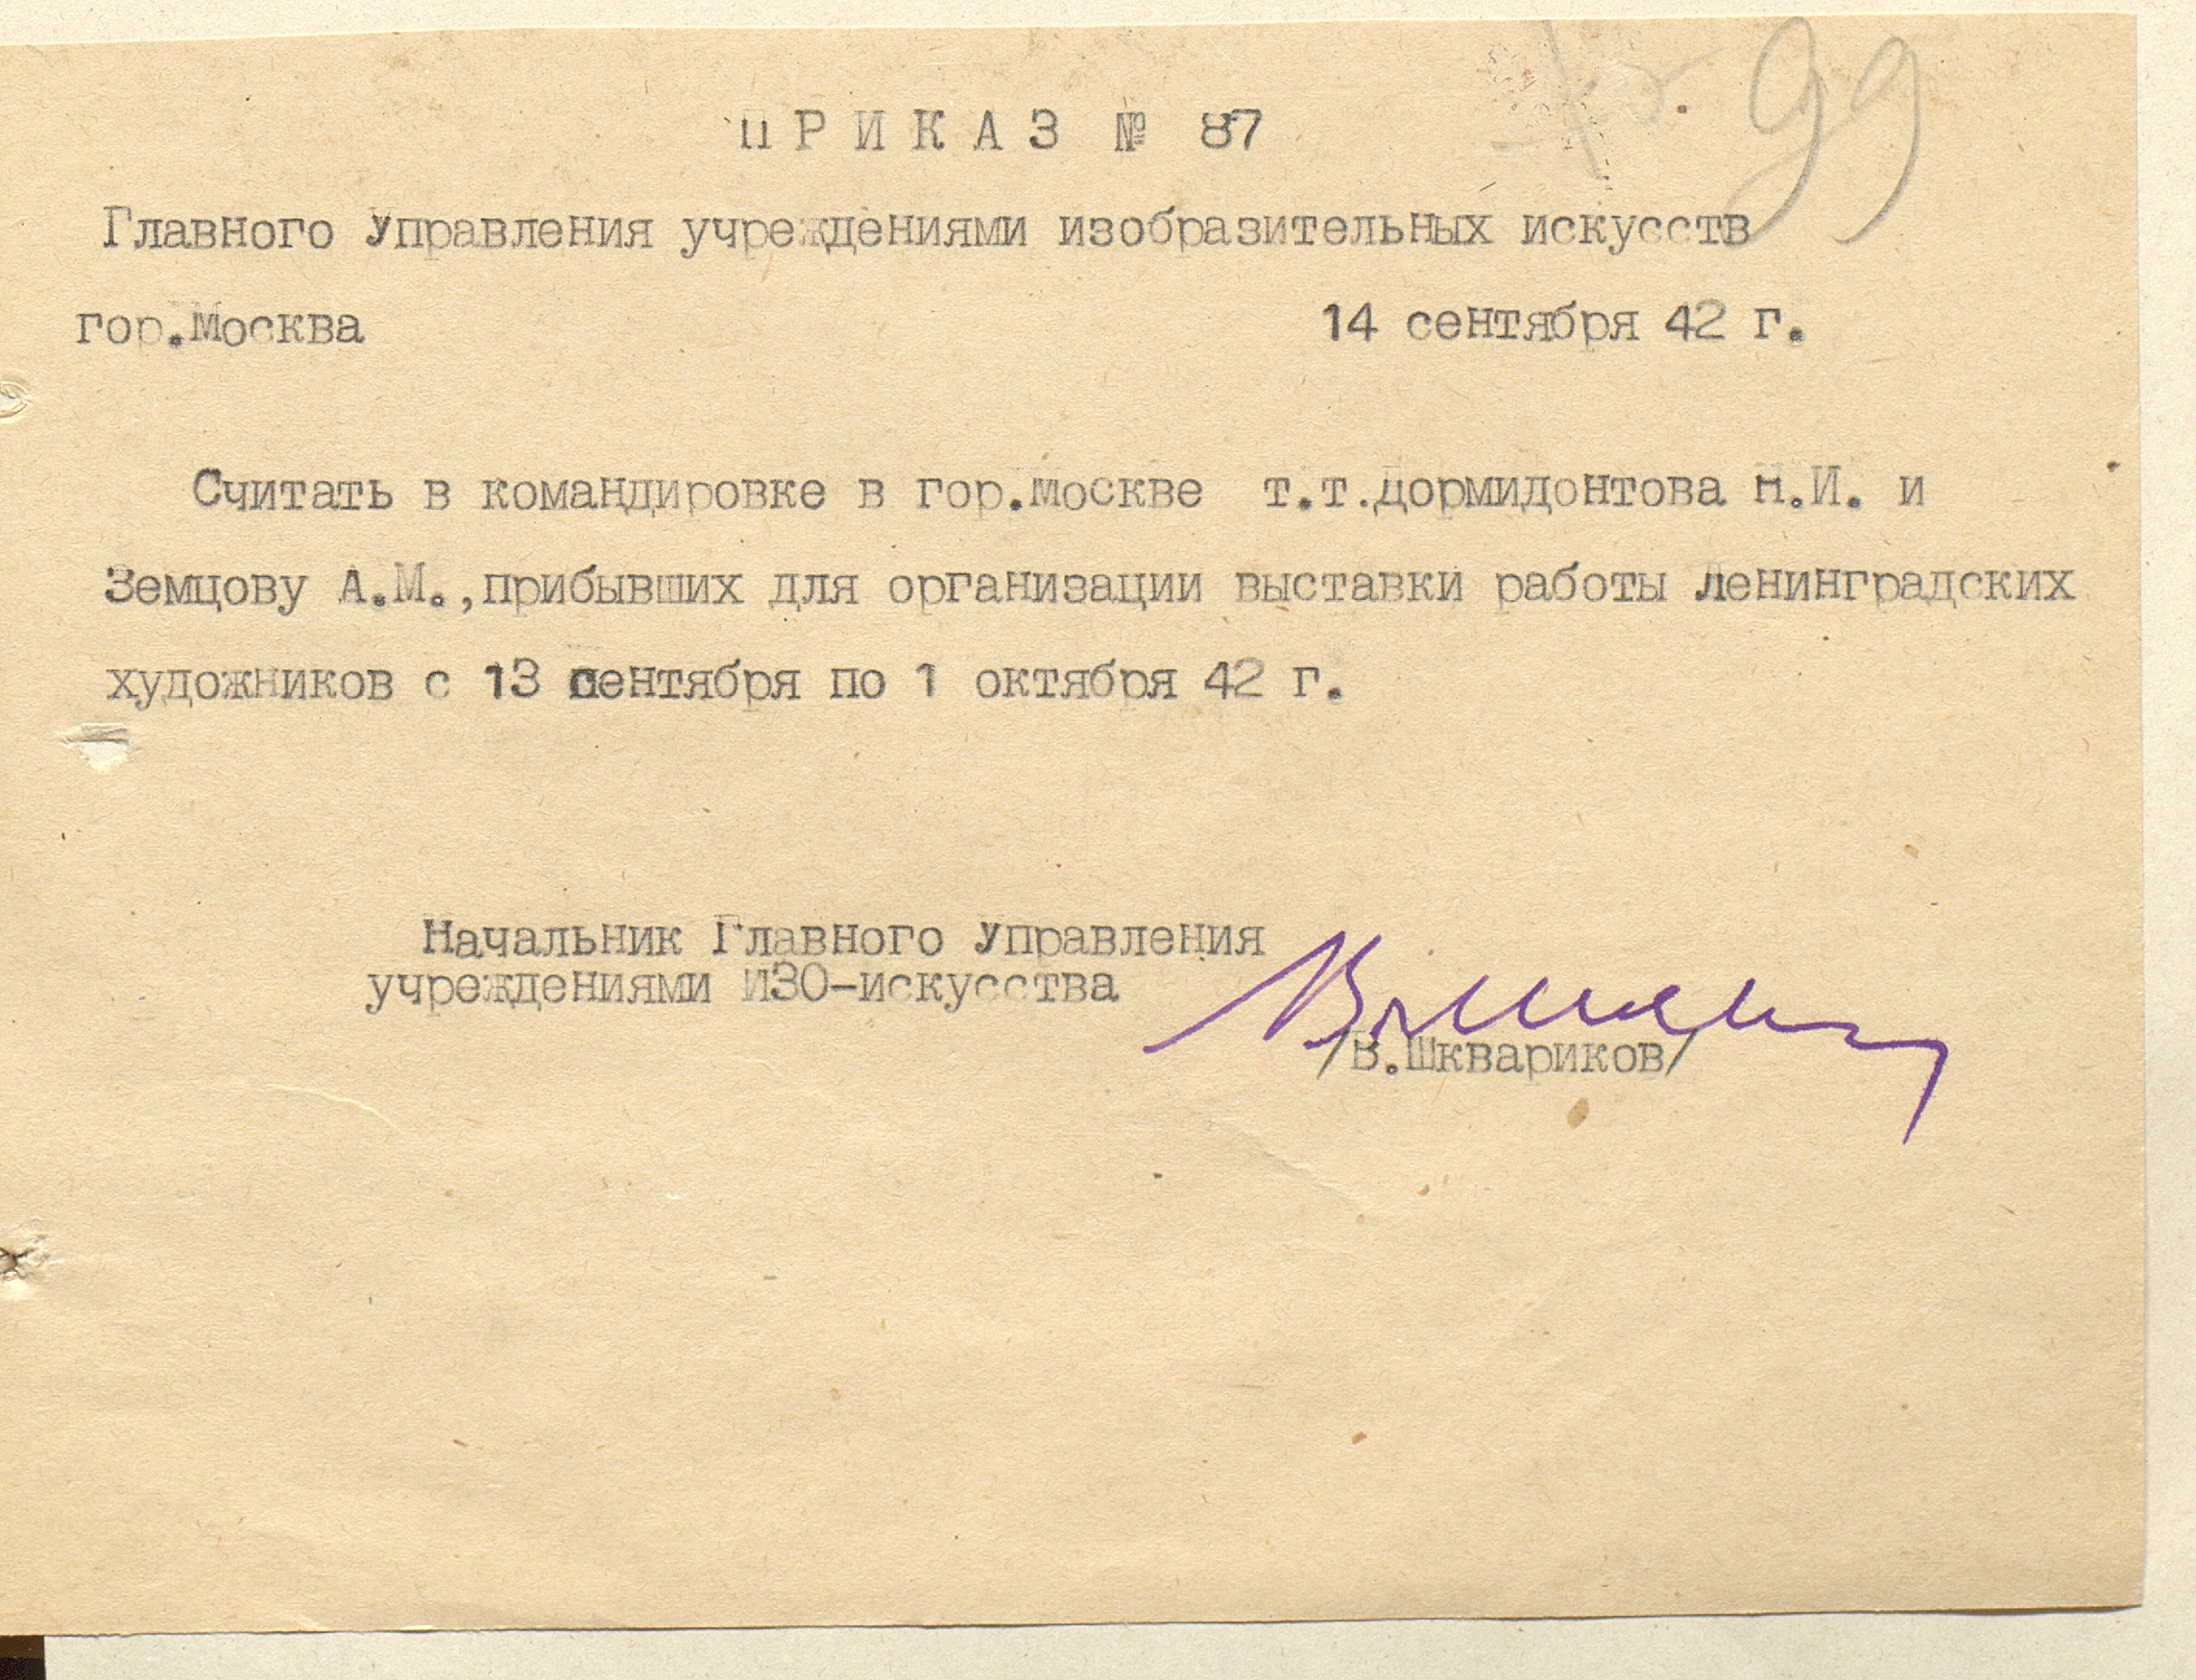 99
ПРИКАЗ № 87
Главного Управления учреждениями изобразительных искусств
гор.Москва 14 сентября 42 г.
Считать в командировке в гор.Москве т.т.Дормидонтова Н.И. и
Земцову А.М.,прибывших для организации выставки работы Ленинградских
художников с 13 сентября по 1 октября 42 г.
Начальник Главного Управления
учреждениями ИЗО-искусства
/В.Шквариков/